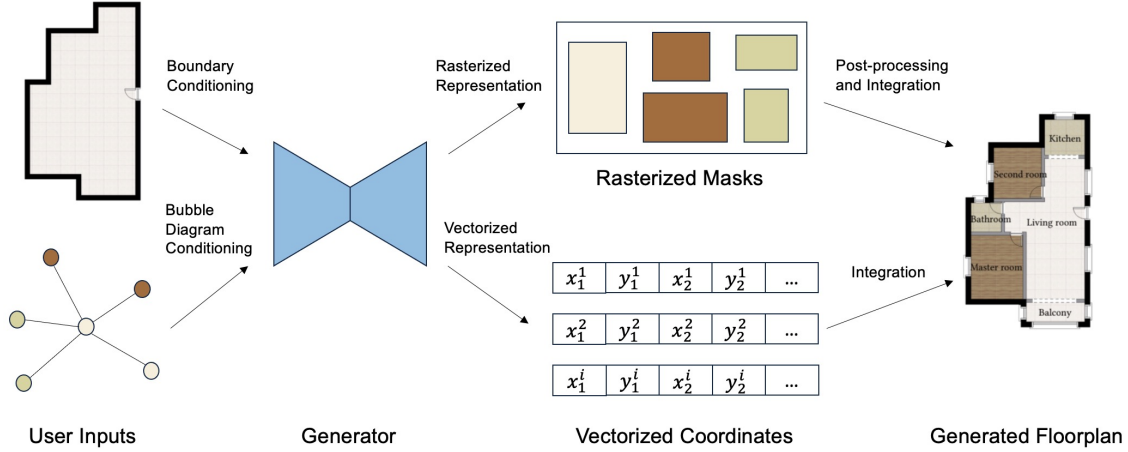 Boundary
Conditioning
Bubble
Diagram
Conditioning
User Inputs
Generator
Rasterized
Representation
Vectorized
Representation
Rasterized Masks
x₁¹ y₁¹ x₂¹ y₂¹ ...
x₁² y₁² x₂² y₂² ...
x₁ⁱ y₁ⁱ x₂ⁱ y₂ⁱ ...
Vectorized Coordinates
Post-processing
and Integration
Integration
Kitchen
Second room
Bathroom
Living room
Master room
Balcony
Generated Floorplan